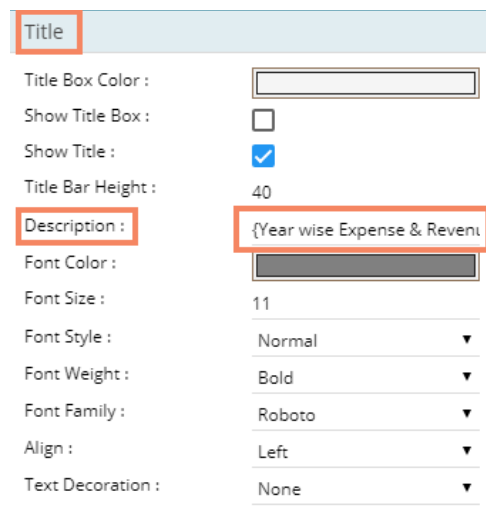 Title
Title Box Color :
Show Title Box :
Show Title :
Title Bar Height : 40
Description : {Year wise Expense & Revenu
Font Color :
Font Size : 11
Font Style : Normal
Font Weight : Bold
Font Family : Roboto
Align : Left
Text Decoration : None